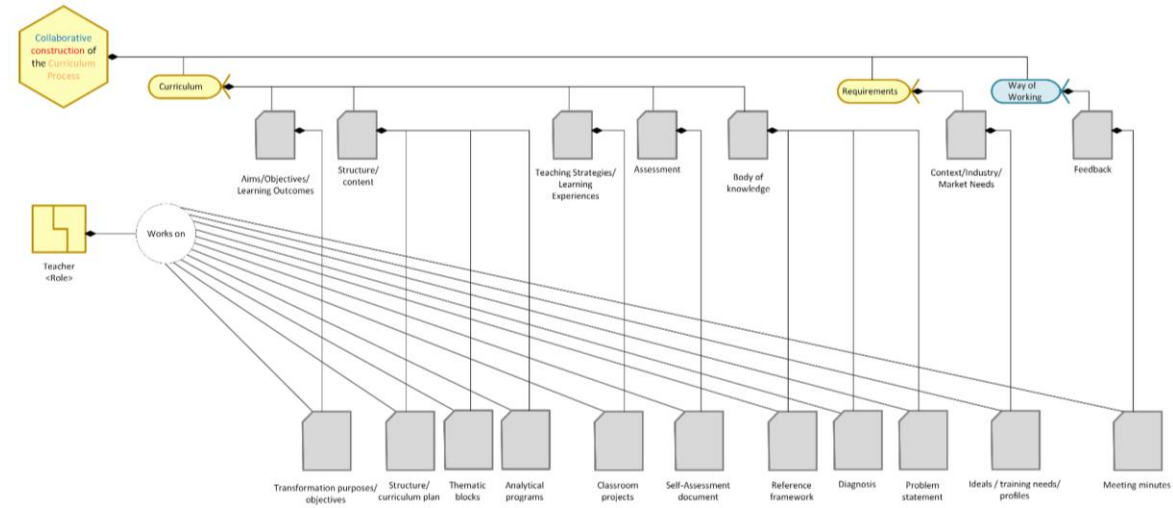 Collaborative
construction of
the Curriculum
Process
Curriculum
Requirements
Way of
Working
Aims/Objectives/
Learning Outcomes
Structure/
content
Teaching Strategies/
Learning
Experiences
Assessment
Body of
knowledge
Context/Industry/
Market Needs
Feedback
Works on
Teacher
<Role>
Transformation purposes/
objectives
Structure/
curriculum plan
Thematic
blocks
Analytical
programs
Classroom
projects
Self-Assessment
document
Reference
framework
Diagnosis
Problem
statement
Ideals / training needs/
profiles
Meeting minutes